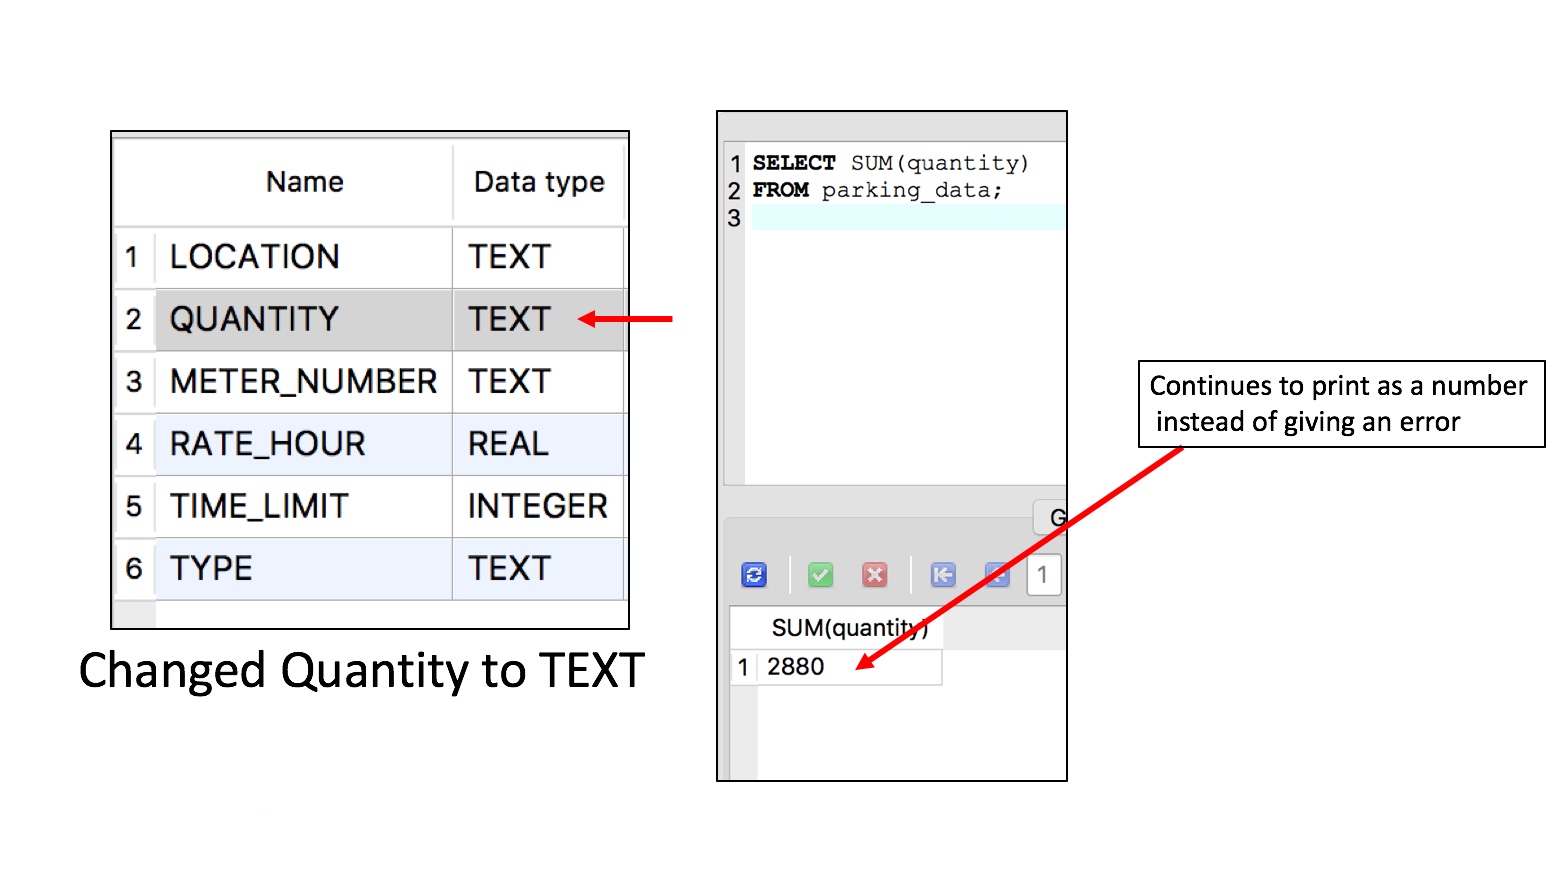 Name Data type
1 LOCATION TEXT
2 QUANTITY TEXT
3 METER_NUMBER TEXT
4 RATE_HOUR REAL
5 TIME_LIMIT INTEGER
6 TYPE TEXT
Changed Quantity to TEXT
1 SELECT SUM(quantity)
2 FROM parking_data;
3
G
1
SUM(quantity)
1 2880
Continues to print as a number
instead of giving an error